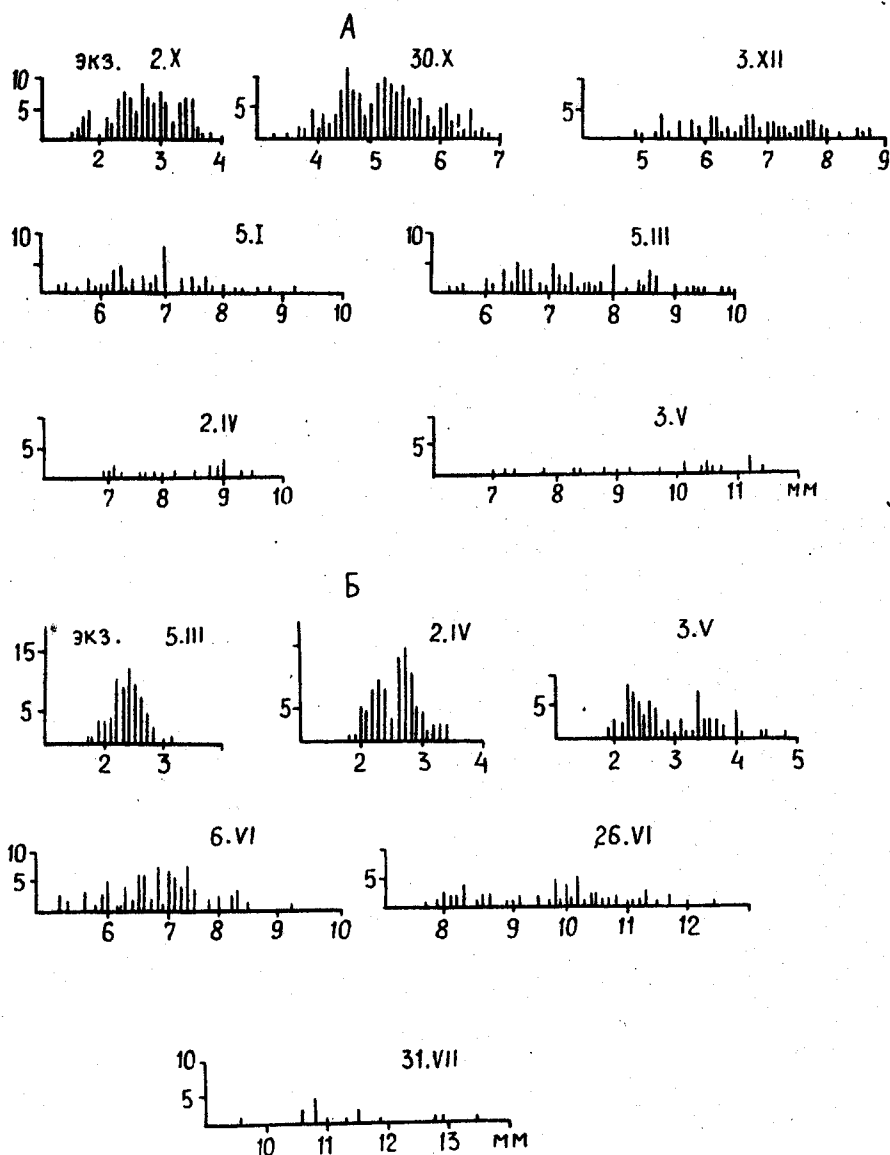 А
экз. 2.X 30.X 3.XII
10
5 5 5
2 3 4 4 5 6 7 5 6 7 8 9
5.I 5.III
10 10
6 7 8 9 10 6 7 8 9 10
2.IV 3.V
5 5
7 8 9 10 7 8 9 10 11 мм
Б
экз. 5.III 2.IV 3.V
15
5 5 5
2 3 2 3 4 2 3 4 5
6.VI 26.VI
10
5 5
6 7 8 9 10 8 9 10 11 12
31.VII
10
5
10 11 12 13 мм